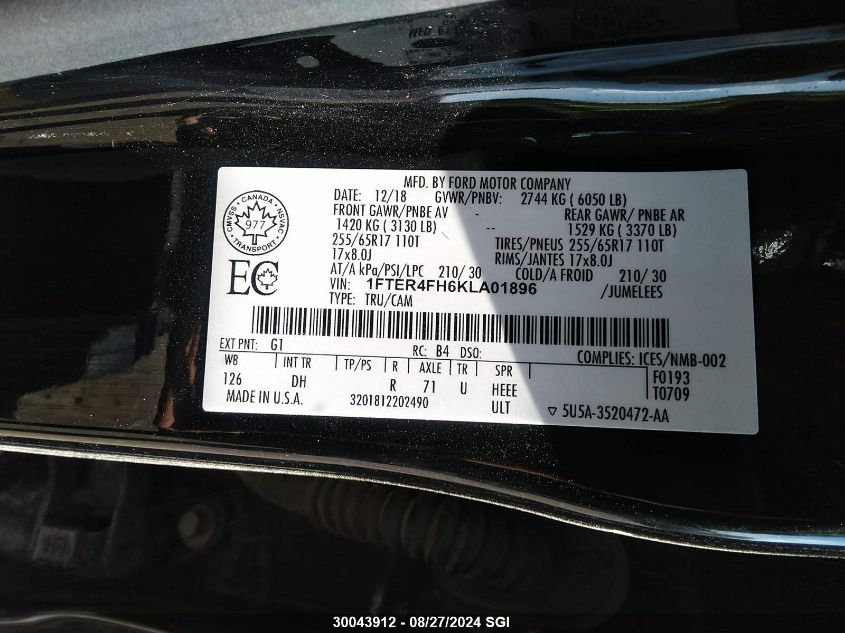 MFD. BY FORD MOTOR COMPANY
DATE: 12/18 GVWR/PNBV: 2744 KG ( 6050 LB)
FRONT GAWR/PNBE AV - REAR GAWR/ PNBE AR
1420 KG ( 3130 LB) -- 1529 KG ( 3370 LB)
255/65R17 110T TIRES/PNEUS 255/65R17 110T
17x8.0J RIMS/JANTES 17x8.0J
AT/A kPa/PSI/LPC 210/ 30 COLD/A FROID 210/ 30
VIN: 1FTER4FH6KLA01896 /JUMELEES
TYPE: TRU/CAM
CANADA
CMVSS NSVAC
977
TRANSPORT
EC
EXT PNT: G1 RC: B4 DSO: COMPLIES: ICES/NMB-002
WB INT TR TP/PS R AXLE TR SPR F0193
126 DH R 71 U HEEE T0709
MADE IN U.S.A. 3201812202490 ULT ▽ 5U5A-3520472-AA
30043912 - 08/27/2024 SGI